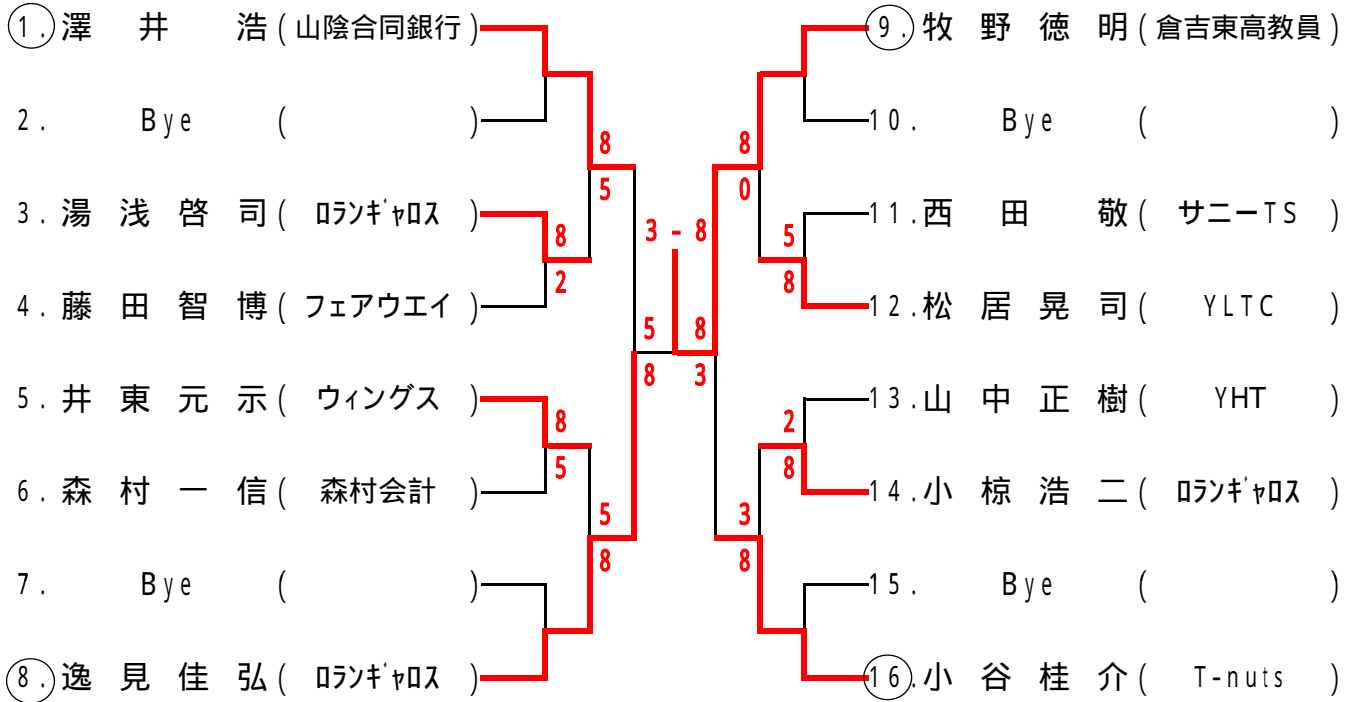 1. 澤井 浩 (山陰合同銀行)
2. Bye ( )
8
5
3. 湯浅啓司 (ロランギャロス)
8
2
4. 藤田智博 (フェアウエイ)
5. 井東元示 (ウィングス)
8
5
6. 森村一信 (森村会計)
5
8
7. Bye ( )
8. 逸見佳弘 (ロランギャロス)
3 - 8
5 8
8 3
9. 牧野徳明 (倉吉東高教員)
10. Bye ( )
8
0
11. 西田 敬 (サニーTS)
5
8
12. 松居晃司 (YLTC)
13. 山中正樹 (YHT)
2
8
14. 小椋浩二 (ロランギャロス)
3
8
15. Bye ( )
16. 小谷桂介 (T-nuts)